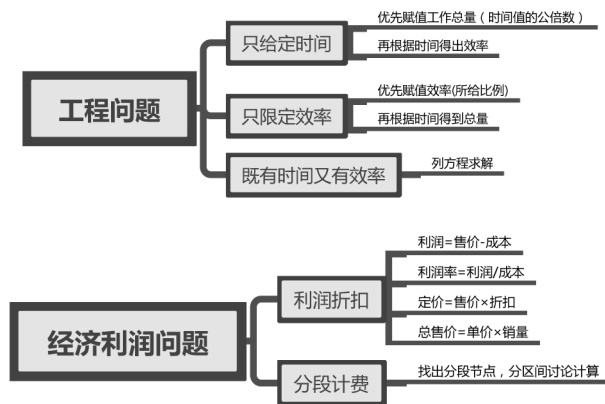 工程问题
只给定时间
优先赋值工作总量（时间值的公倍数）
再根据时间得出效率
只限定效率
优先赋值效率(所给比例)
再根据时间得到总量
既有时间又有效率
列方程求解
经济利润问题
利润折扣
利润=售价-成本
利润率=利润/成本
定价=售价×折扣
总售价=单价×销量
分段计费
找出分段节点，分区间讨论计算